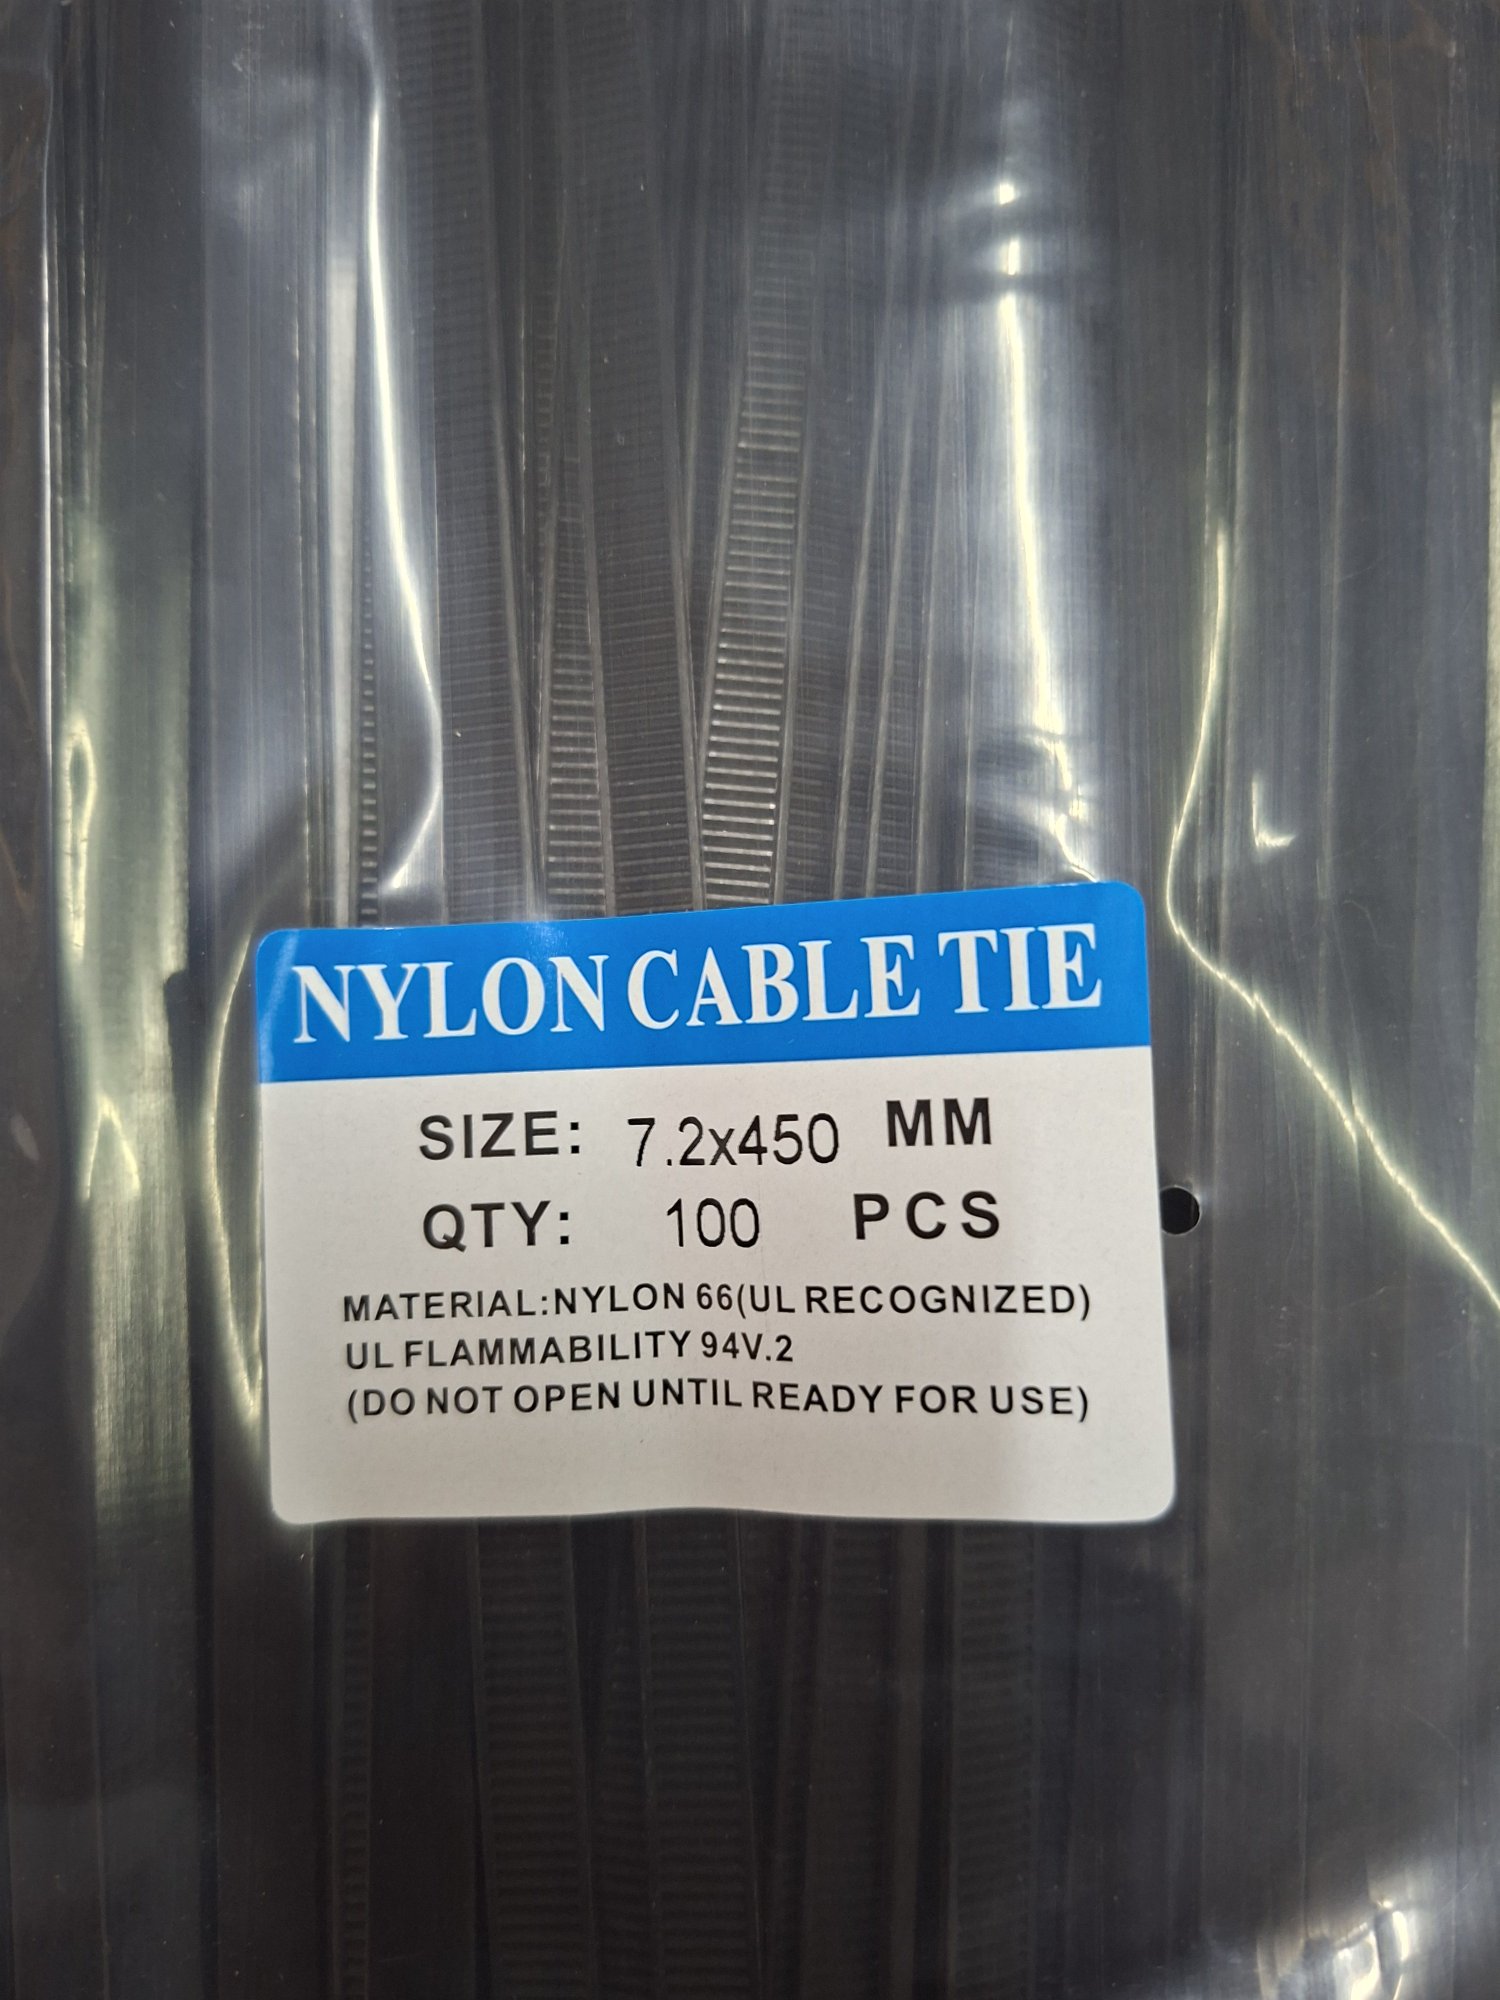 NYLON CABLE TIE
SIZE: 7.2x450 MM
QTY: 100 PCS
MATERIAL:NYLON 66(UL RECOGNIZED)
UL FLAMMABILITY 94V.2
(DO NOT OPEN UNTIL READY FOR USE)